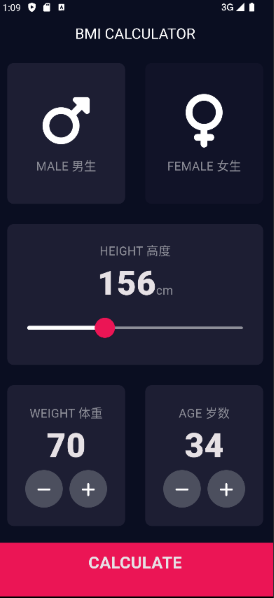 1:09
3G
BMI CALCULATOR
MALE 男生
FEMALE 女生
HEIGHT 高度
156cm
WEIGHT 体重
AGE 岁数
70
34
CALCULATE